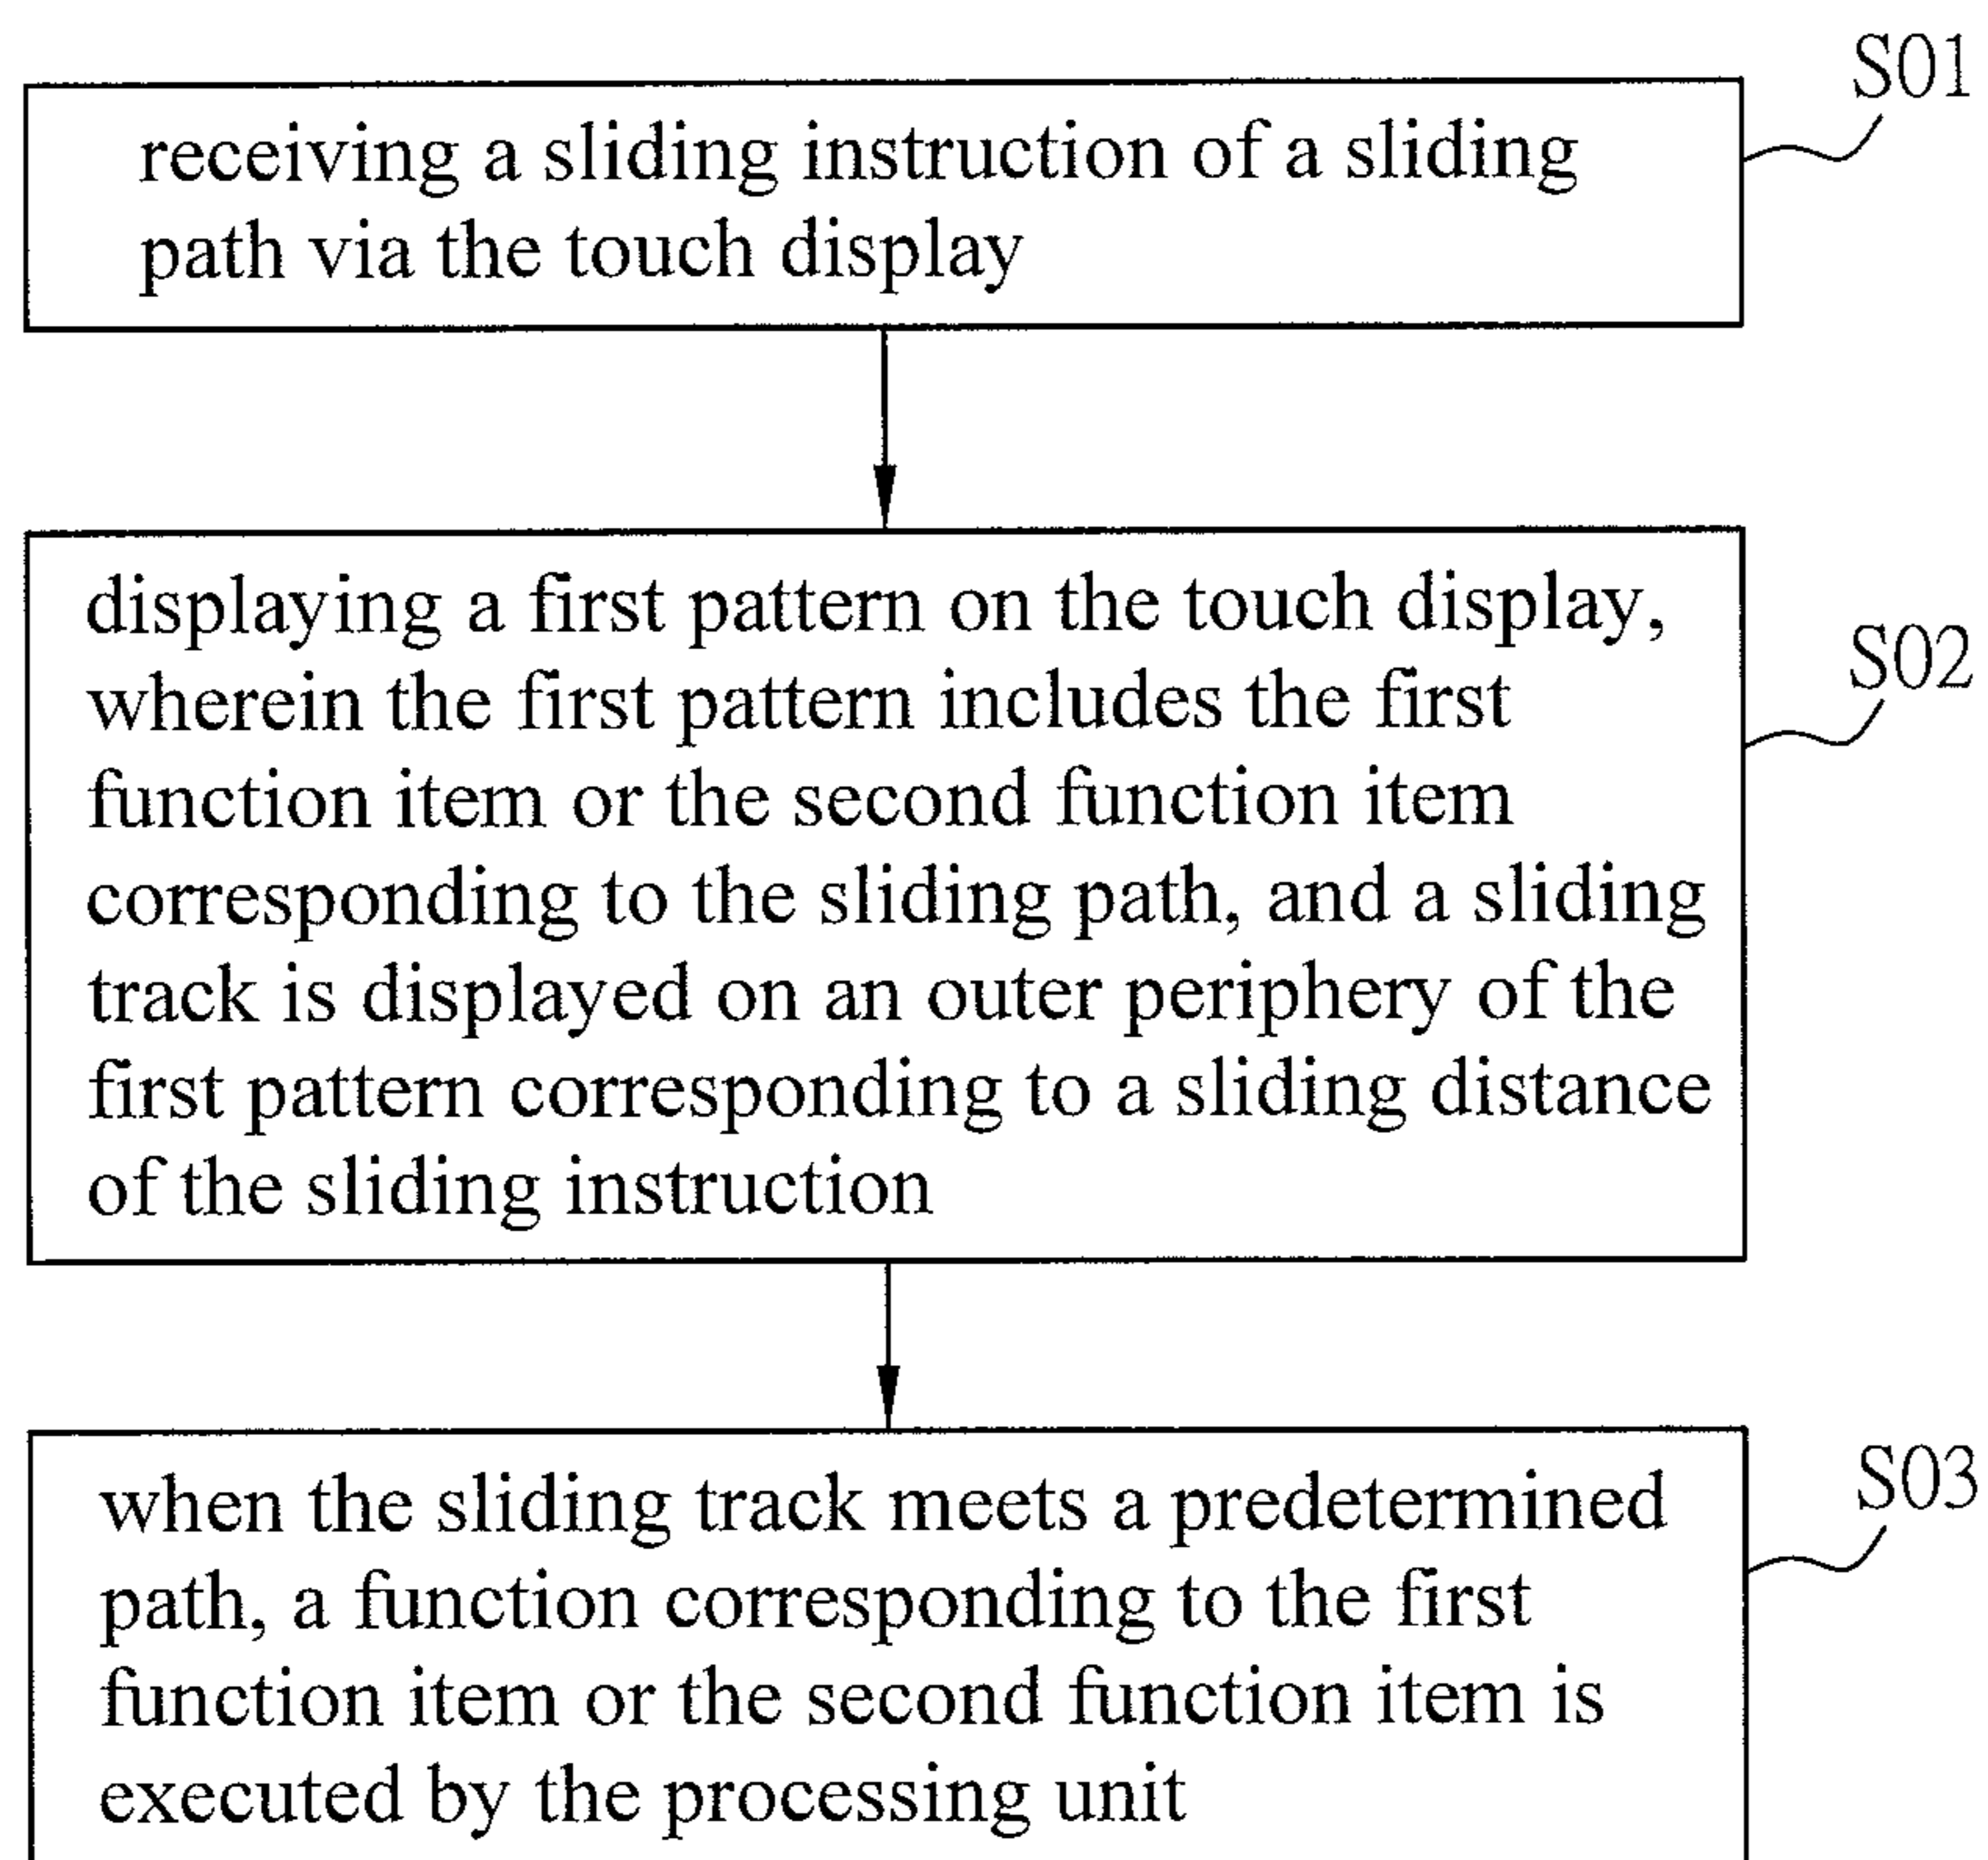 S01
receiving a sliding instruction of a sliding
path via the touch display
displaying a first pattern on the touch display,
wherein the first pattern includes the first
S02
function item or the second function item
corresponding to the sliding path, and a sliding
track is displayed on an outer periphery of the
first pattern corresponding to a sliding distance
of the sliding instruction
when the sliding track meets a predetermined
S03
path, a function corresponding to the first
function item or the second function item is
executed by the processing unit